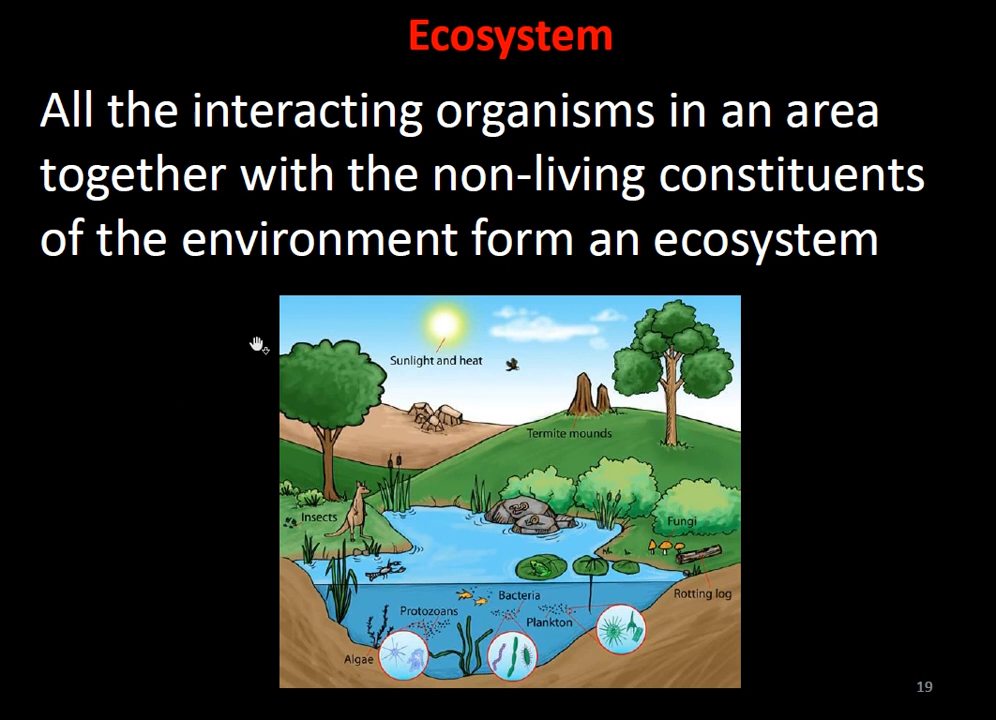 Ecosystem
All the interacting organisms in an area
together with the non-living constituents
of the environment form an ecosystem
Sunlight and heat
Termite mounds
Insects
Fungi
Rotting log
Bacteria
Protozoans
Plankton
Algae
19